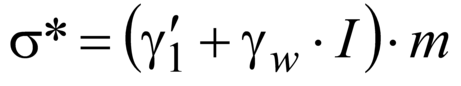 σ* = (γ′₁ + γ_w · I) · m